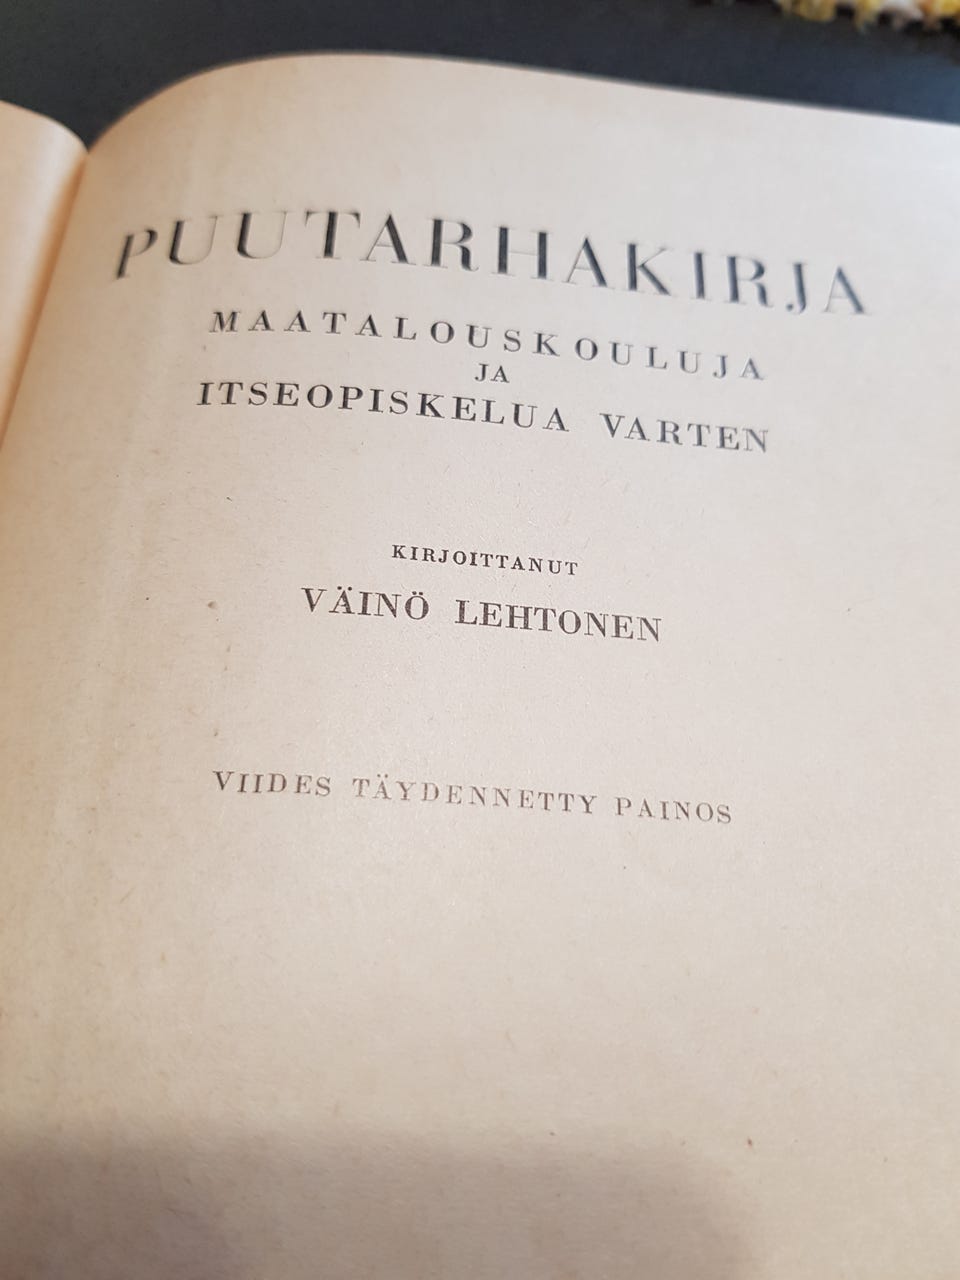 PUUTARHAKIRJA
MAATALOUSKOULUJA
JA
ITSEOPISKELUA VARTEN
KIRJOITTANUT
VÄINÖ LEHTONEN
VIIDES TÄYDENNETTY PAINOS